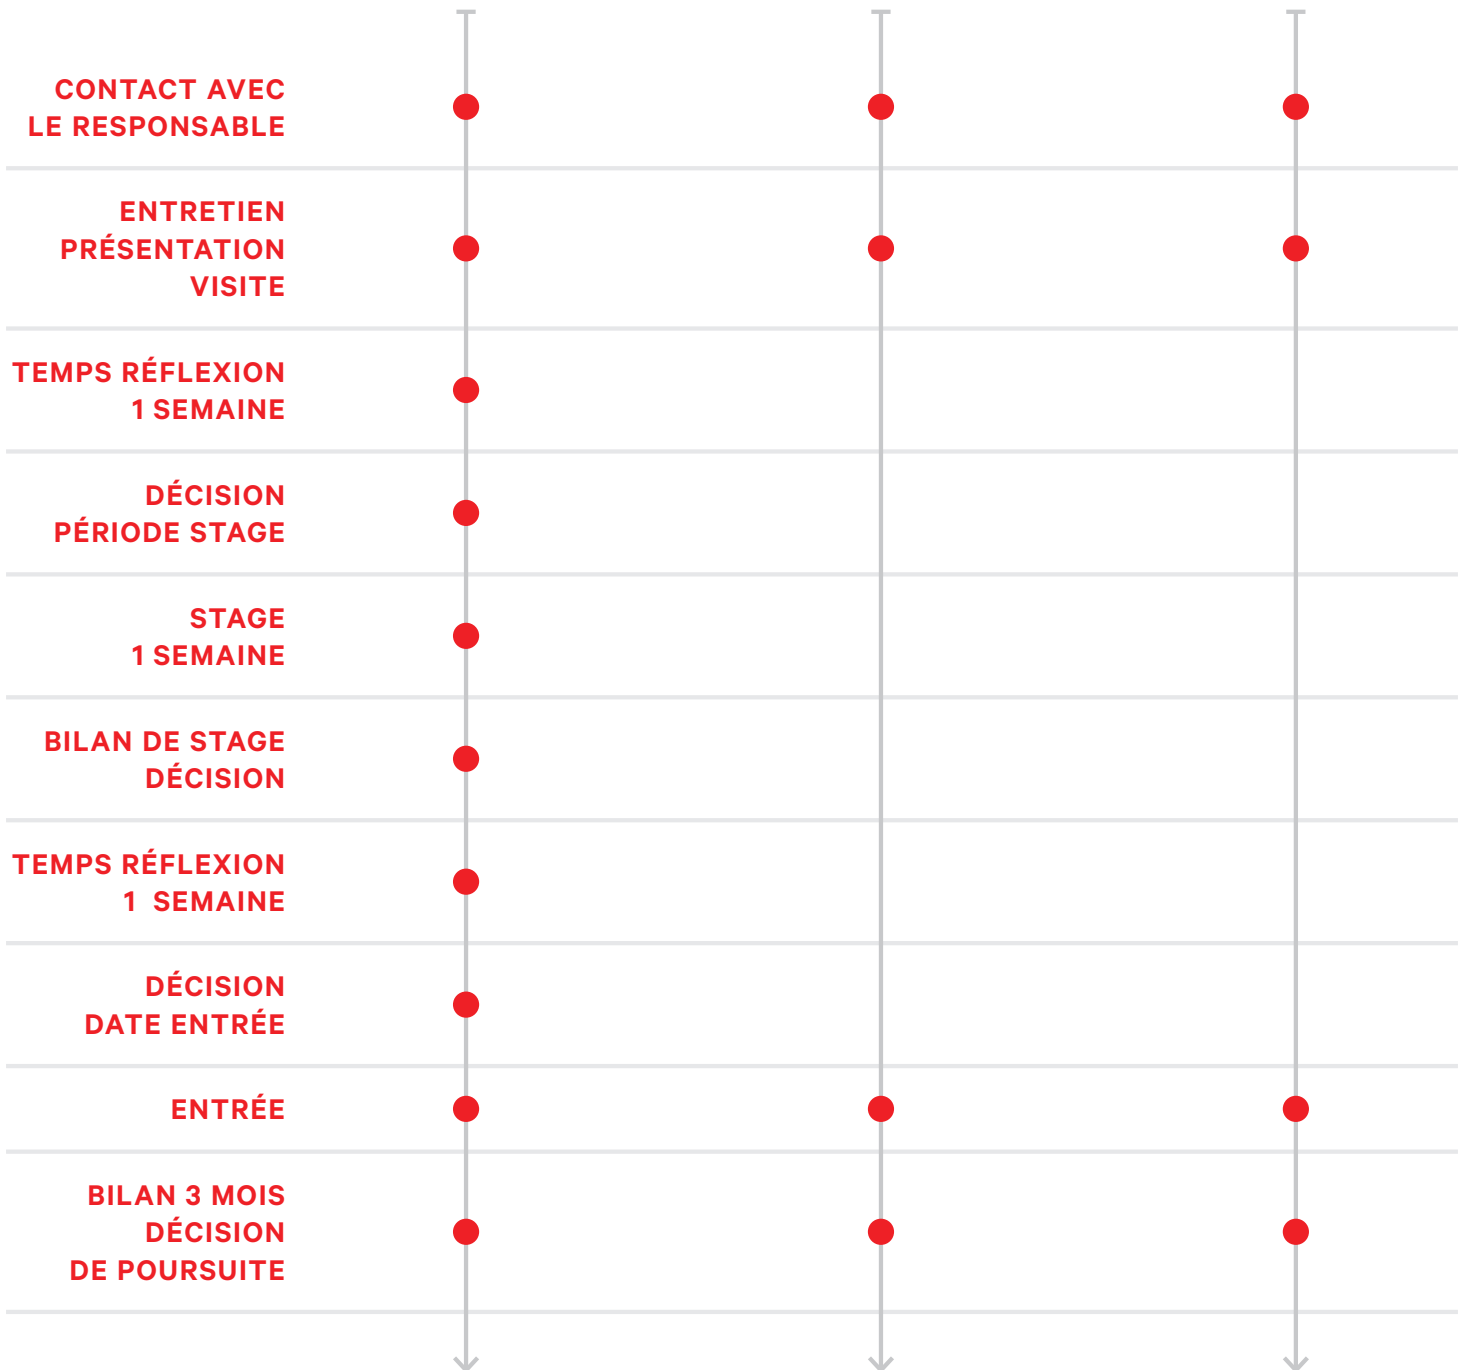 CONTACT AVEC
LE RESPONSABLE
ENTRETIEN
PRÉSENTATION
VISITE
TEMPS RÉFLEXION
1 SEMAINE
DÉCISION
PÉRIODE STAGE
STAGE
1 SEMAINE
BILAN DE STAGE
DÉCISION
TEMPS RÉFLEXION
1 SEMAINE
DÉCISION
DATE ENTRÉE
ENTRÉE
BILAN 3 MOIS
DÉCISION
DE POURSUITE